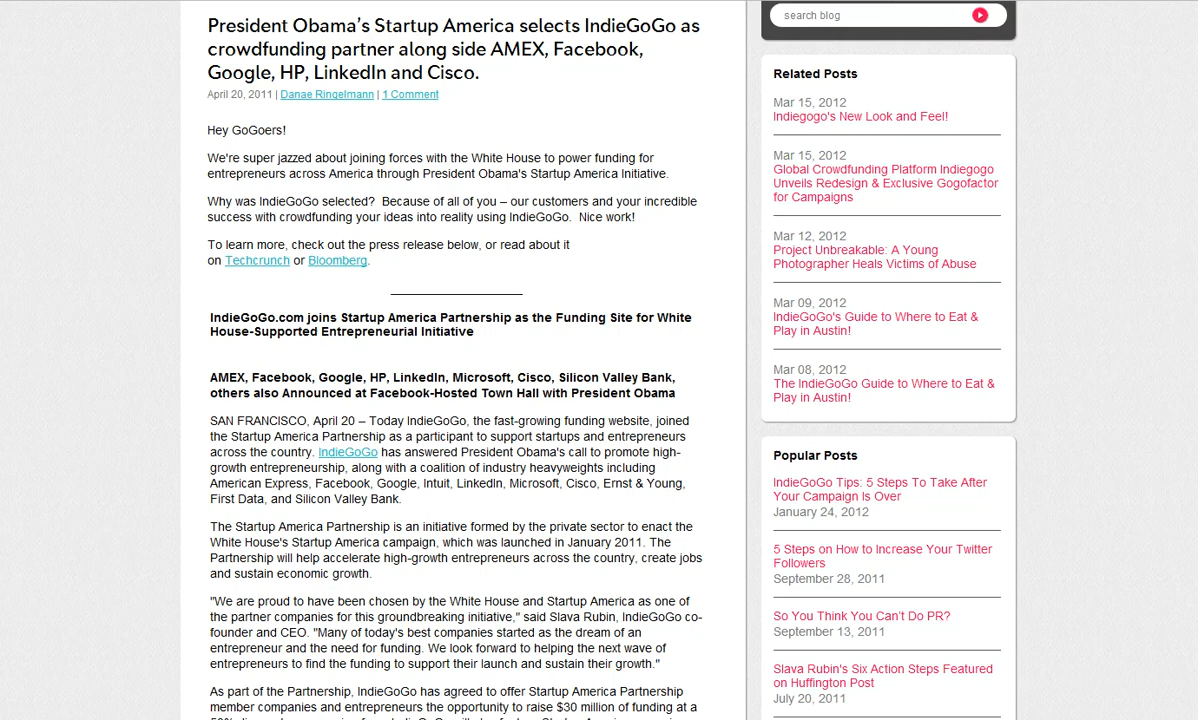 President Obama's Startup America selects IndieGoGo as
crowdfunding partner along side AMEX, Facebook,
Google, HP, LinkedIn and Cisco.
April 20, 2011 | Danae Ringelmann | 1 Comment
Hey GoGoers!
We're super jazzed about joining forces with the White House to power funding for
entrepreneurs across America through President Obama's Startup America Initiative.
Why was IndieGoGo selected?  Because of all of you – our customers and your incredible
success with crowdfunding your ideas into reality using IndieGoGo.  Nice work!
To learn more, check out the press release below, or read about it
on Techcrunch or Bloomberg.
IndieGoGo.com joins Startup America Partnership as the Funding Site for White
House-Supported Entrepreneurial Initiative
AMEX, Facebook, Google, HP, LinkedIn, Microsoft, Cisco, Silicon Valley Bank,
others also Announced at Facebook-Hosted Town Hall with President Obama
SAN FRANCISCO, April 20 – Today IndieGoGo, the fast-growing funding website, joined
the Startup America Partnership as a participant to support startups and entrepreneurs
across the country. IndieGoGo has answered President Obama's call to promote high-
growth entrepreneurship, along with a coalition of industry heavyweights including
American Express, Facebook, Google, Intuit, LinkedIn, Microsoft, Cisco, Ernst & Young,
First Data, and Silicon Valley Bank.
The Startup America Partnership is an initiative formed by the private sector to enact the
White House's Startup America campaign, which was launched in January 2011. The
Partnership will help accelerate high-growth entrepreneurs across the country, create jobs
and sustain economic growth.
"We are proud to have been chosen by the White House and Startup America as one of
the partner companies for this groundbreaking initiative," said Slava Rubin, IndieGoGo co-
founder and CEO. "Many of today's best companies started as the dream of an
entrepreneur and the need for funding. We look forward to helping the next wave of
entrepreneurs to find the funding to support their launch and sustain their growth."
As part of the Partnership, IndieGoGo has agreed to offer Startup America Partnership
member companies and entrepreneurs the opportunity to raise $30 million of funding at a
search blog
Related Posts
Mar 15, 2012
Indiegogo's New Look and Feel!
Mar 15, 2012
Global Crowdfunding Platform Indiegogo
Unveils Redesign & Exclusive Gogofactor
for Campaigns
Mar 12, 2012
Project Unbreakable: A Young
Photographer Heals Victims of Abuse
Mar 09, 2012
IndieGoGo's Guide to Where to Eat &
Play in Austin!
Mar 08, 2012
The IndieGoGo Guide to Where to Eat &
Play in Austin!
Popular Posts
IndieGoGo Tips: 5 Steps To Take After
Your Campaign Is Over
January 24, 2012
5 Steps on How to Increase Your Twitter
Followers
September 28, 2011
So You Think You Can't Do PR?
September 13, 2011
Slava Rubin's Six Action Steps Featured
on Huffington Post
July 20, 2011